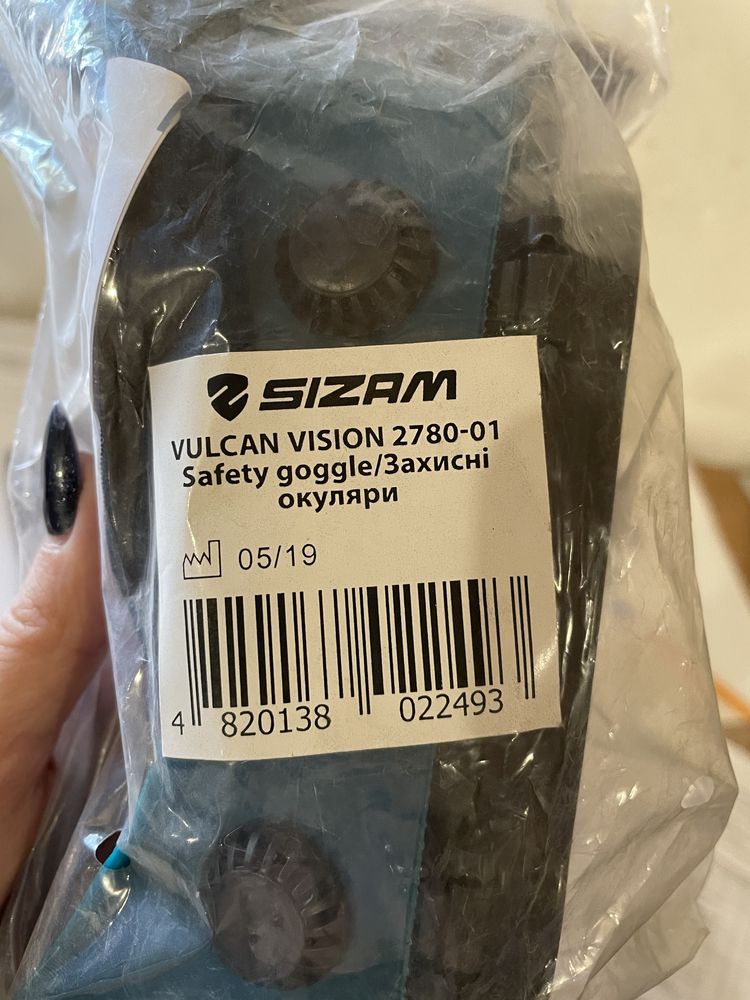 SIZAM
VULCAN VISION 2780-01
Safety goggle/Захисні
окуляри
05/19
4 820138 022493